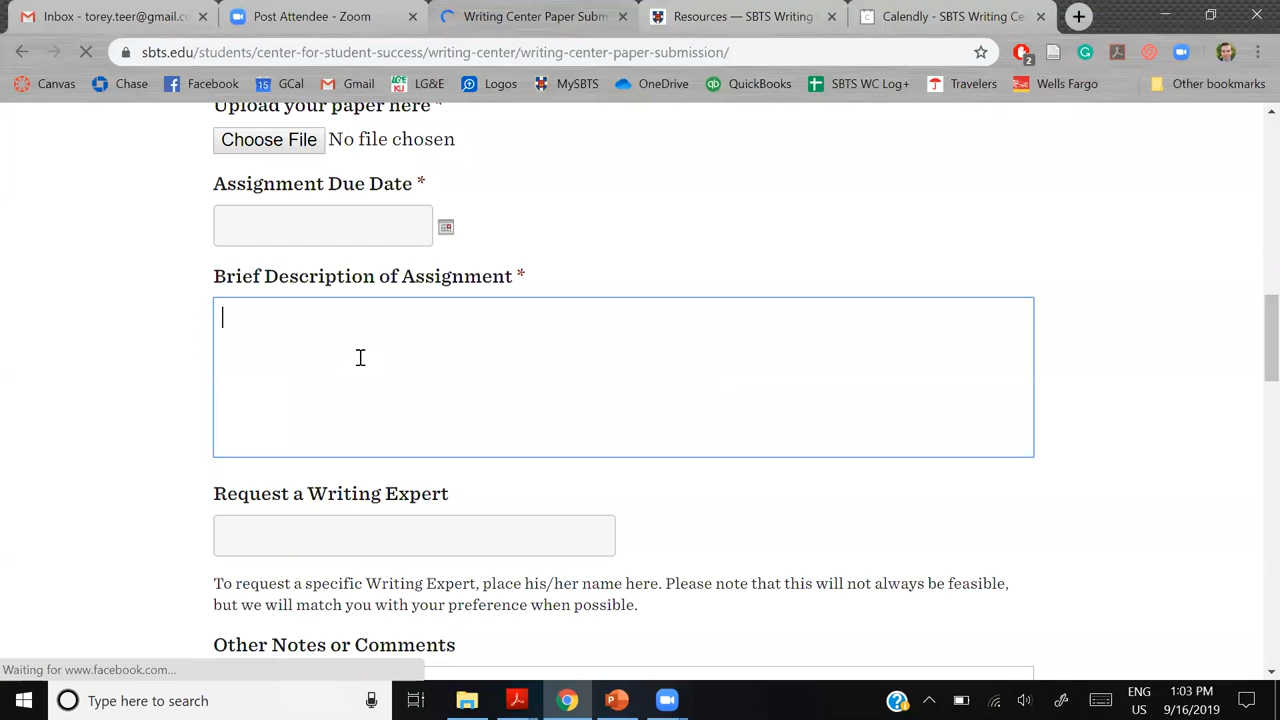 Inbox - torey.teer@gmail.c
Post Attendee - Zoom
Writing Center Paper Subm
Resources — SBTS Writing
Calendly - SBTS Writing Ce
sbts.edu/students/center-for-student-success/writing-center/writing-center-paper-submission/
2
Canvas
Chase
Facebook
15
GCal
Gmail
LG&E
Logos
MySBTS
OneDrive
QuickBooks
SBTS WC Log+
Travelers
Wells Fargo
Other bookmarks
Upload your paper here *
Choose File No file chosen
Assignment Due Date *
Brief Description of Assignment *
Request a Writing Expert
To request a specific Writing Expert, place his/her name here. Please note that this will not always be feasible,
but we will match you with your preference when possible.
Other Notes or Comments
Waiting for www.facebook.com...
Type here to search
ENG
US
1:03 PM
9/16/2019